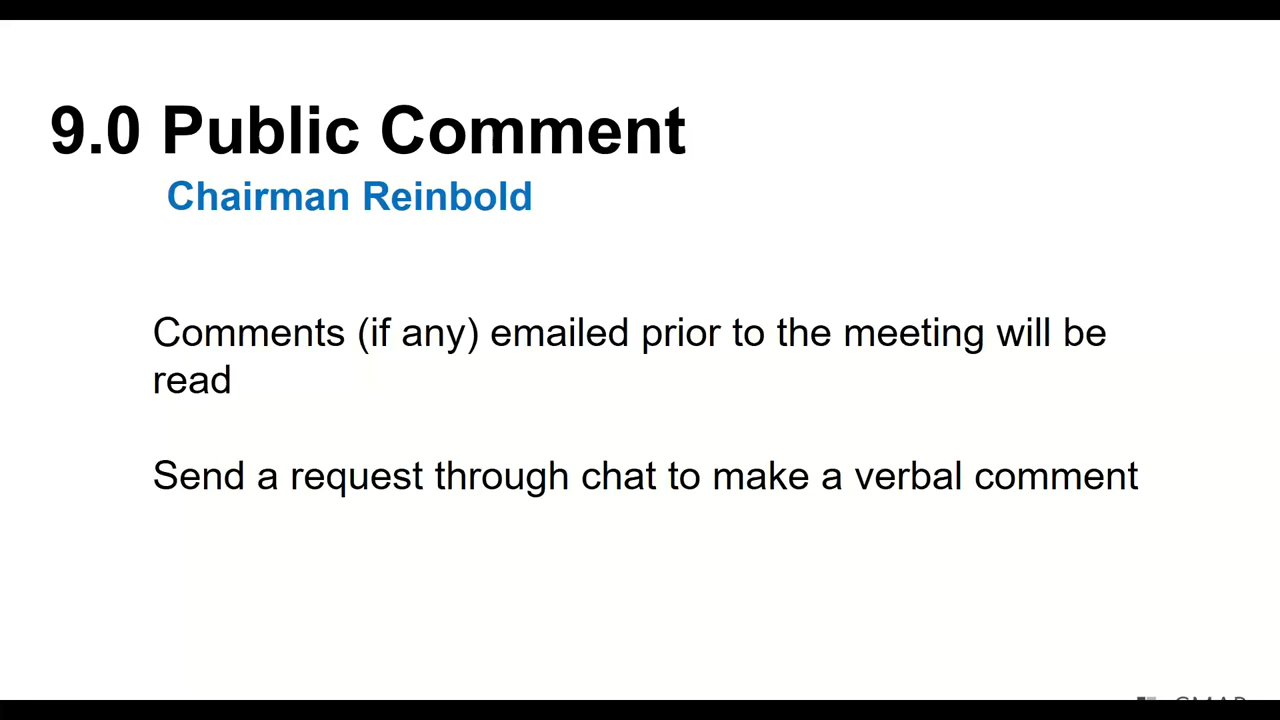 9.0 Public Comment
Chairman Reinbold
Comments (if any) emailed prior to the meeting will be
read
Send a request through chat to make a verbal comment